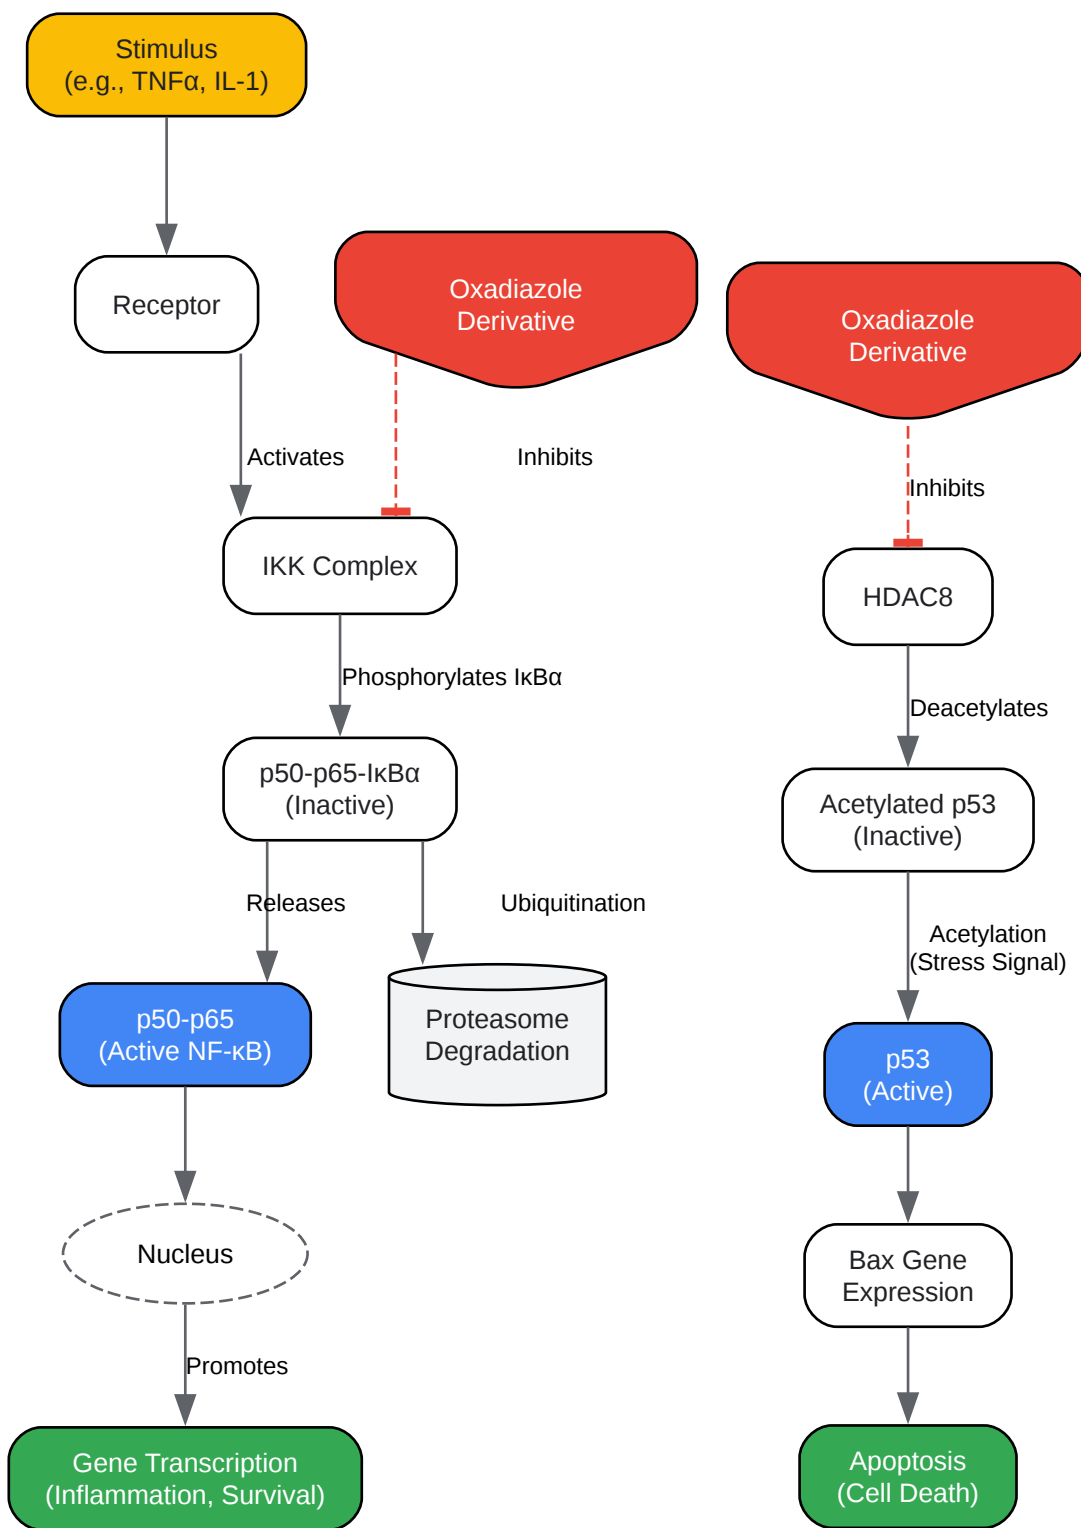 Stimulus
(e.g., TNFα, IL-1)
Receptor
Oxadiazole
Derivative
Activates
Inhibits
IKK Complex
Phosphorylates IκBα
p50-p65-IκBα
(Inactive)
Releases
Ubiquitination
p50-p65
(Active NF-κB)
Proteasome
Degradation
Nucleus
Promotes
Gene Transcription
(Inflammation, Survival)
Oxadiazole
Derivative
Inhibits
HDAC8
Deacetylates
Acetylated p53
(Inactive)
Acetylation
(Stress Signal)
p53
(Active)
Bax Gene
Expression
Apoptosis
(Cell Death)